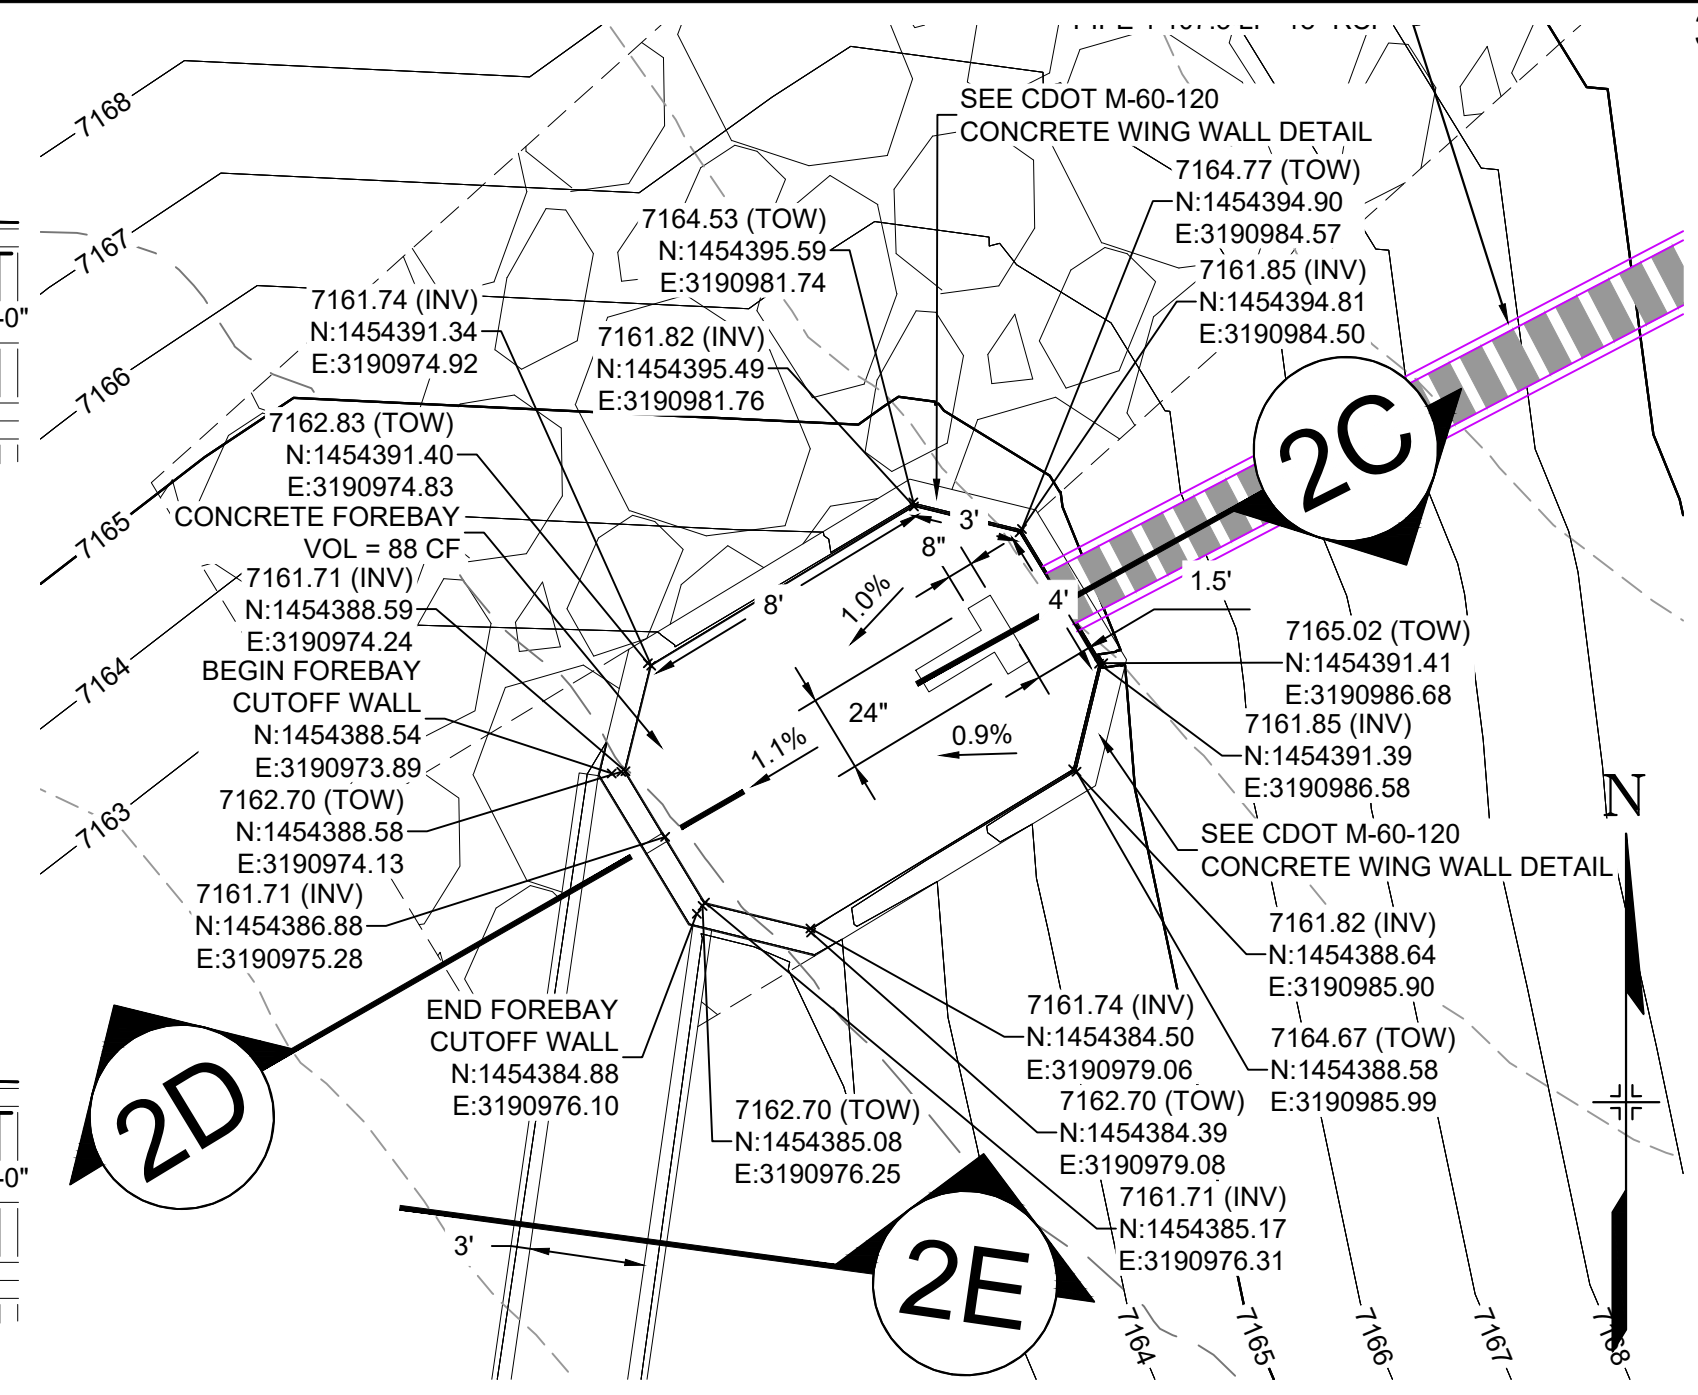 SEE CDOT M-60-120
CONCRETE WING WALL DETAIL
7168
7164.77 (TOW)
N:1454394.90
E:3190984.57
7164.53 (TOW)
N:1454395.59
E:3190981.74
7167
7161.85 (INV)
N:1454394.81
E:3190984.50
7161.74 (INV)
N:1454391.34
E:3190974.92
7161.82 (INV)
N:1454395.49
E:3190981.76
7166
7162.83 (TOW)
N:1454391.40
E:3190974.83
2C
CONCRETE FOREBAY
VOL = 88 CF
7165
3'
8"
7161.71 (INV)
N:1454388.59
E:3190974.24
8'
1.0%
4'
1.5'
7165.02 (TOW)
N:1454391.41
E:3190986.68
BEGIN FOREBAY
CUTOFF WALL
N:1454388.54
E:3190973.89
7164
24"
1.1%
0.9%
7161.85 (INV)
N:1454391.39
E:3190986.58
N
7162.70 (TOW)
N:1454388.58
E:3190974.13
7163
SEE CDOT M-60-120
CONCRETE WING WALL DETAIL
7161.71 (INV)
N:1454386.88
E:3190975.28
7161.82 (INV)
N:1454388.64
E:3190985.90
END FOREBAY
CUTOFF WALL
N:1454384.88
E:3190976.10
7161.74 (INV)
N:1454384.50
E:3190979.06
7164.67 (TOW)
N:1454388.58
E:3190985.99
2D
7162.70 (TOW)
N:1454385.08
E:3190976.25
7162.70 (TOW)
N:1454384.39
E:3190979.08
7161.71 (INV)
N:1454385.17
E:3190976.31
3'
2E
7164
7165
7166
7167
7168
-0"
-0"